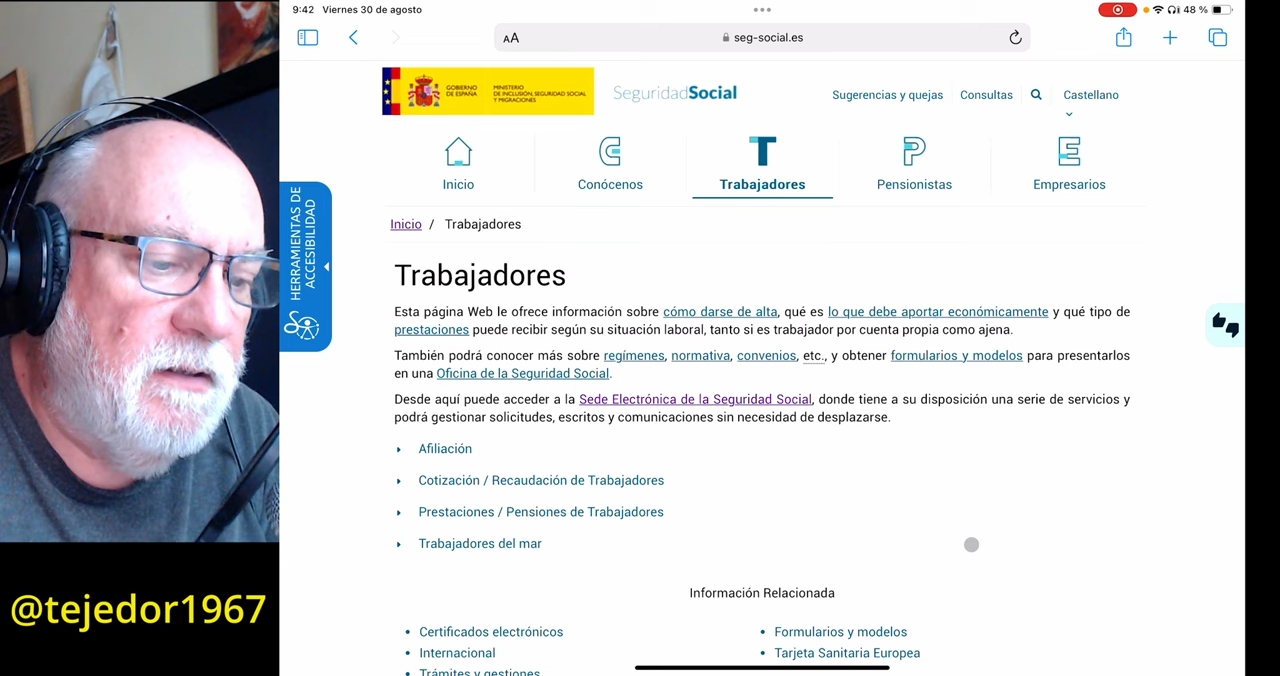 9:42 Viernes 30 de agosto
48 %
AA
seg-social.es
GOBIERNO
DE ESPAÑA
MINISTERIO
DE INCLUSIÓN, SEGURIDAD SOCIAL
Y MIGRACIONES
SeguridadSocial
Sugerencias y quejas
Consultas
Castellano
Inicio
Conócenos
Trabajadores
Pensionistas
Empresarios
HERRAMIENTAS DE
ACCESIBILIDAD
Inicio / Trabajadores
Trabajadores
Esta página Web le ofrece información sobre cómo darse de alta, qué es lo que debe aportar económicamente y qué tipo de
prestaciones puede recibir según su situación laboral, tanto si es trabajador por cuenta propia como ajena.
También podrá conocer más sobre regímenes, normativa, convenios, etc., y obtener formularios y modelos para presentarlos
en una Oficina de la Seguridad Social.
Desde aquí puede acceder a la Sede Electrónica de la Seguridad Social, donde tiene a su disposición una serie de servicios y
podrá gestionar solicitudes, escritos y comunicaciones sin necesidad de desplazarse.
Afiliación
Cotización / Recaudación de Trabajadores
Prestaciones / Pensiones de Trabajadores
Trabajadores del mar
Información Relacionada
Certificados electrónicos
Formularios y modelos
Internacional
Tarjeta Sanitaria Europea
Trámites y gestiones
@tejedor1967